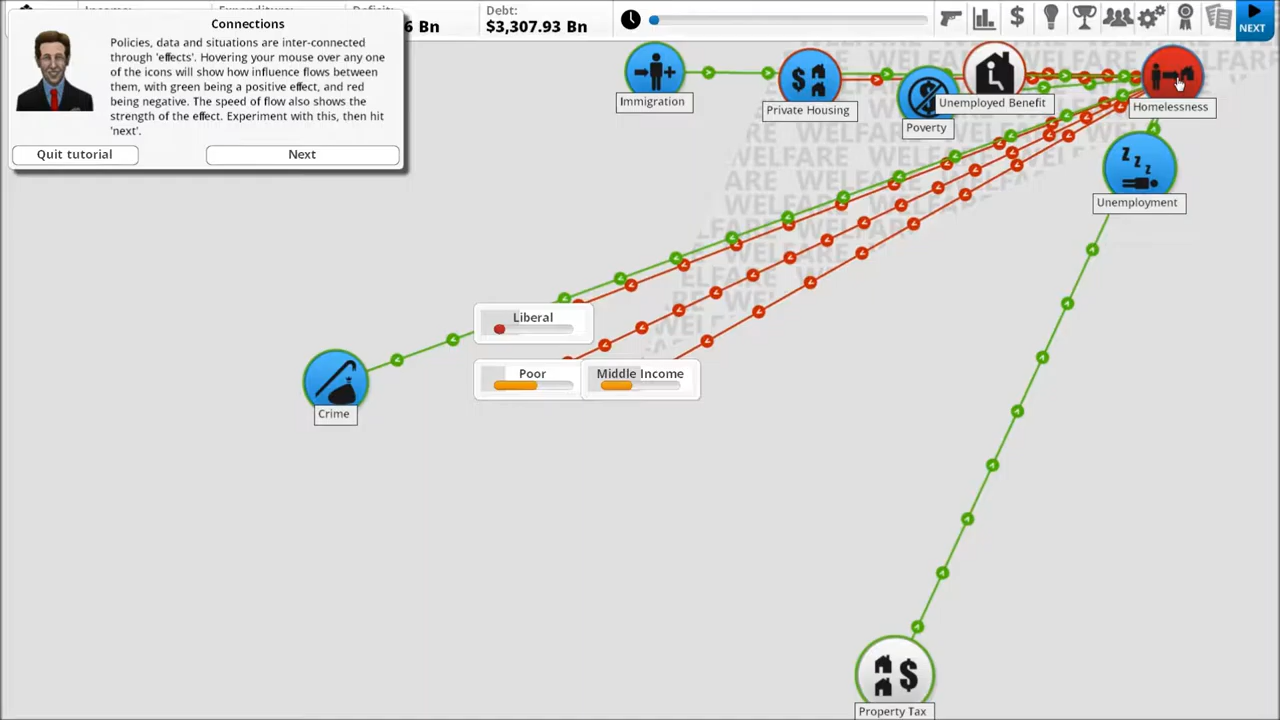 Connections
Policies, data and situations are inter-connected
through 'effects'. Hovering your mouse over any one
of the icons will show how influence flows between
them, with green being a positive effect, and red
being negative. The speed of flow also shows the
strength of the effect. Experiment with this, then hit
'next'.
Quit tutorial
Next
Debt:
6 Bn
$3,307.93 Bn
NEXT
Immigration
Private Housing
Poverty
Unemployed Benefit
Homelessness
Unemployment
WELFARE WELFARE WELFARE
Liberal
Poor
Middle Income
Crime
Property Tax